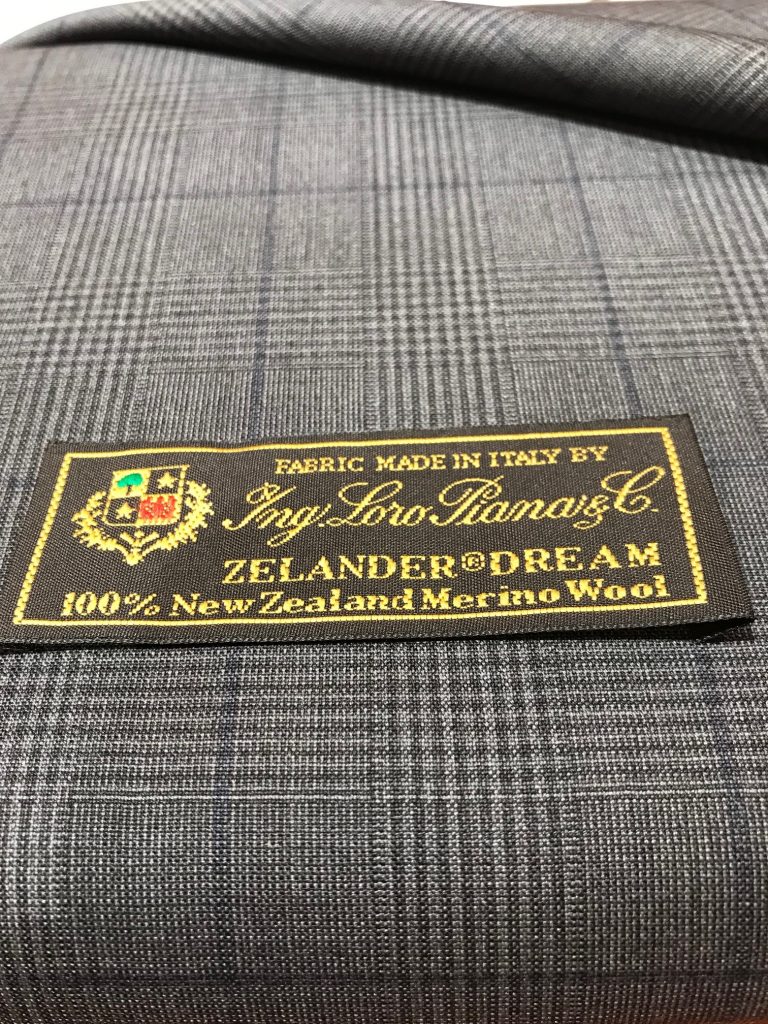 FABRIC MADE IN ITALY BY
Ing. Loro Piana & C.
ZELANDER®DREAM
100% New Zealand Merino Wool